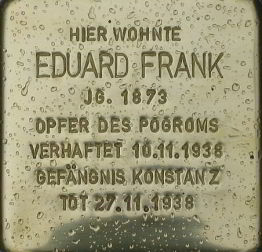 HIER WOHNTE
EDUARD FRANK
JG. 1873
OPFER DES POGROMS
VERHAFTET 10.11.1938
GEFÄNGNIS KONSTANZ
TOT 27.11.1938